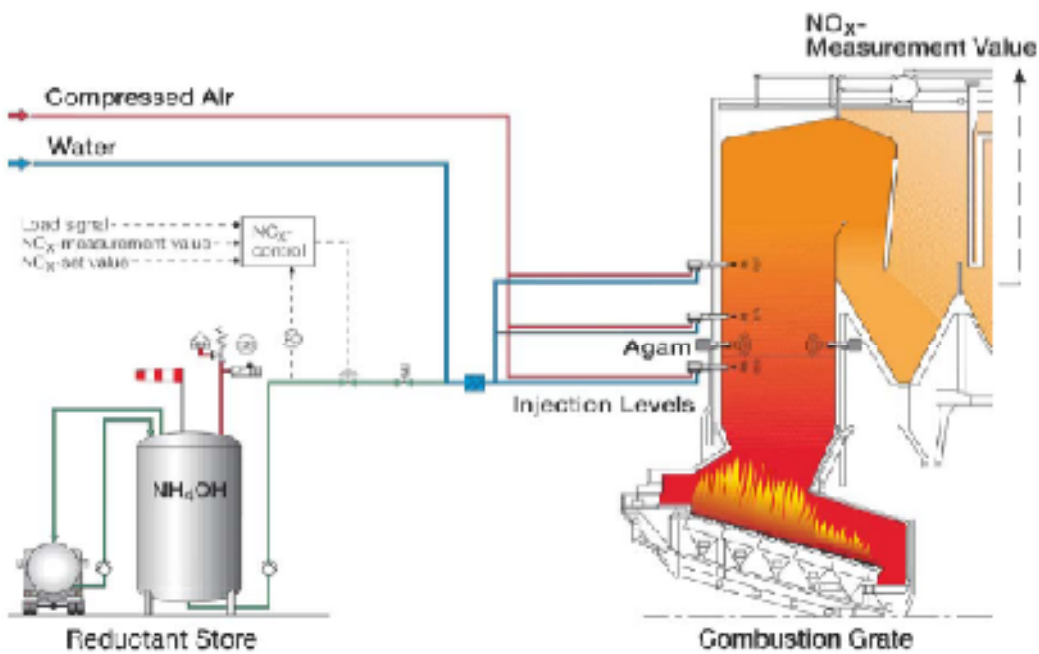 NOX-
Measurement Value
Compressed Air
Water
Load signal
NOX-measurement value
NOX-set value
NOX-
control
Agam
Injection Levels
NH4OH
Reductant Store
Combustion Grate